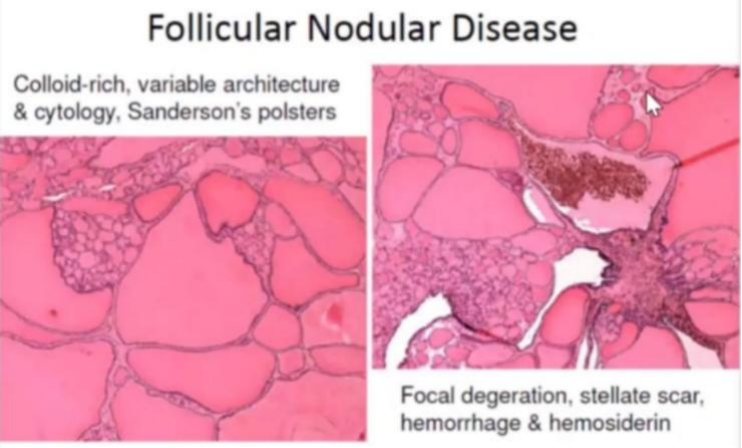 Follicular Nodular Disease
Colloid-rich, variable architecture
& cytology, Sanderson's polsters
Focal degeration, stellate scar,
hemorrhage & hemosiderin